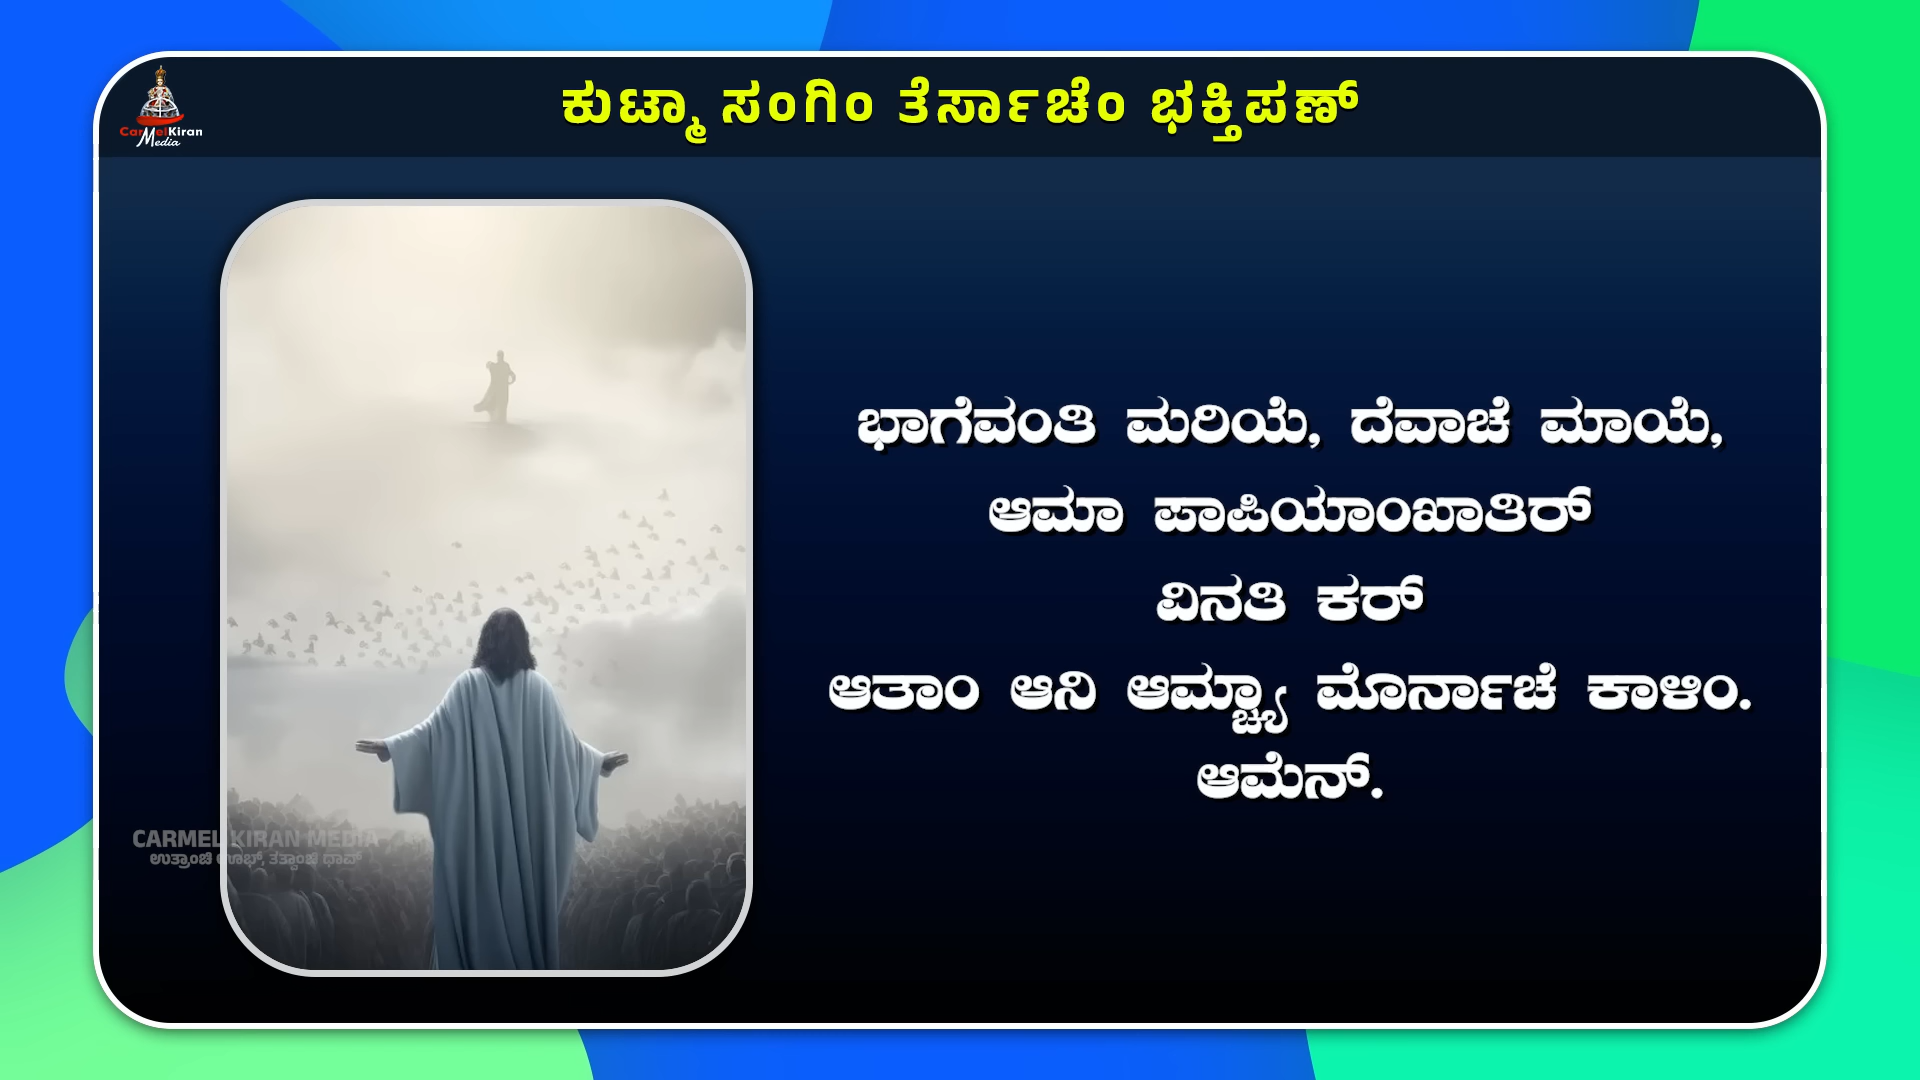 ಕುಟ್ಮಾ ಸಂಗಿಂ ತೆರ್ಸಾಚೆಂ ಭಕ್ತಿಪಣ್
CarmelKiran
Media
ಭಾಗೆವಂತಿ ಮರಿಯೆ, ದೆವಾಚೆ ಮಾಯೆ,
ಆಮಾ ಪಾಪಿಯಾಂಖಾತಿರ್
ವಿನತಿ ಕರ್
ಆತಾಂ ಆನಿ ಆಮ್ಚ್ಯಾ ಮೊರ್ನಾಚೆ ಕಾಳಿಂ.
ಆಮೆನ್.
CARMEL KIRAN MEDIA